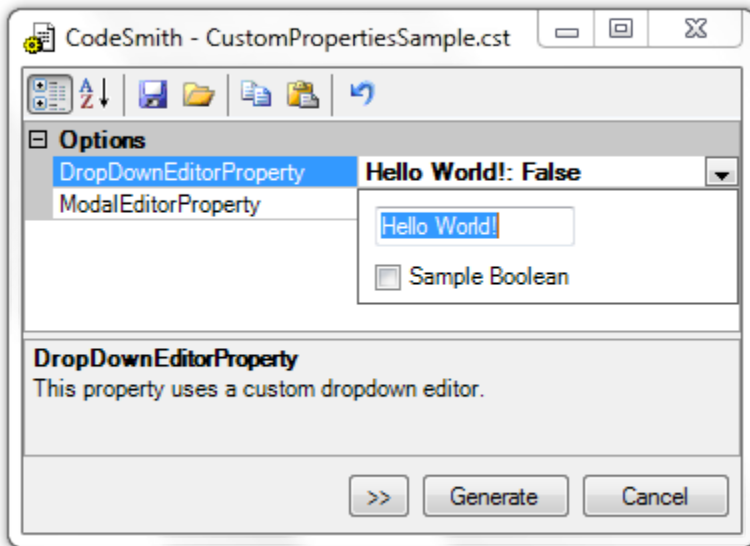 CodeSmith - CustomPropertiesSample.cst
A
Z
Options
DropDownEditorProperty Hello World!: False
ModalEditorProperty
Hello World!
Sample Boolean
DropDownEditorProperty
This property uses a custom dropdown editor.
>> Generate Cancel